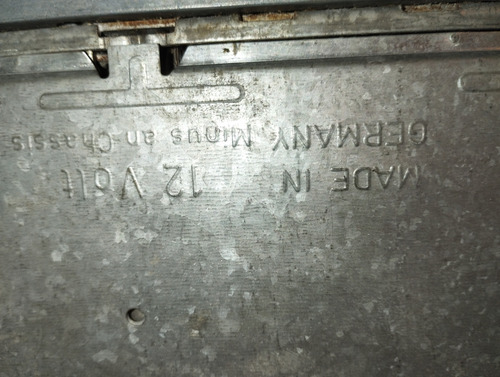 MADE IN 12 Volt
GERMANY Minus an Chassis